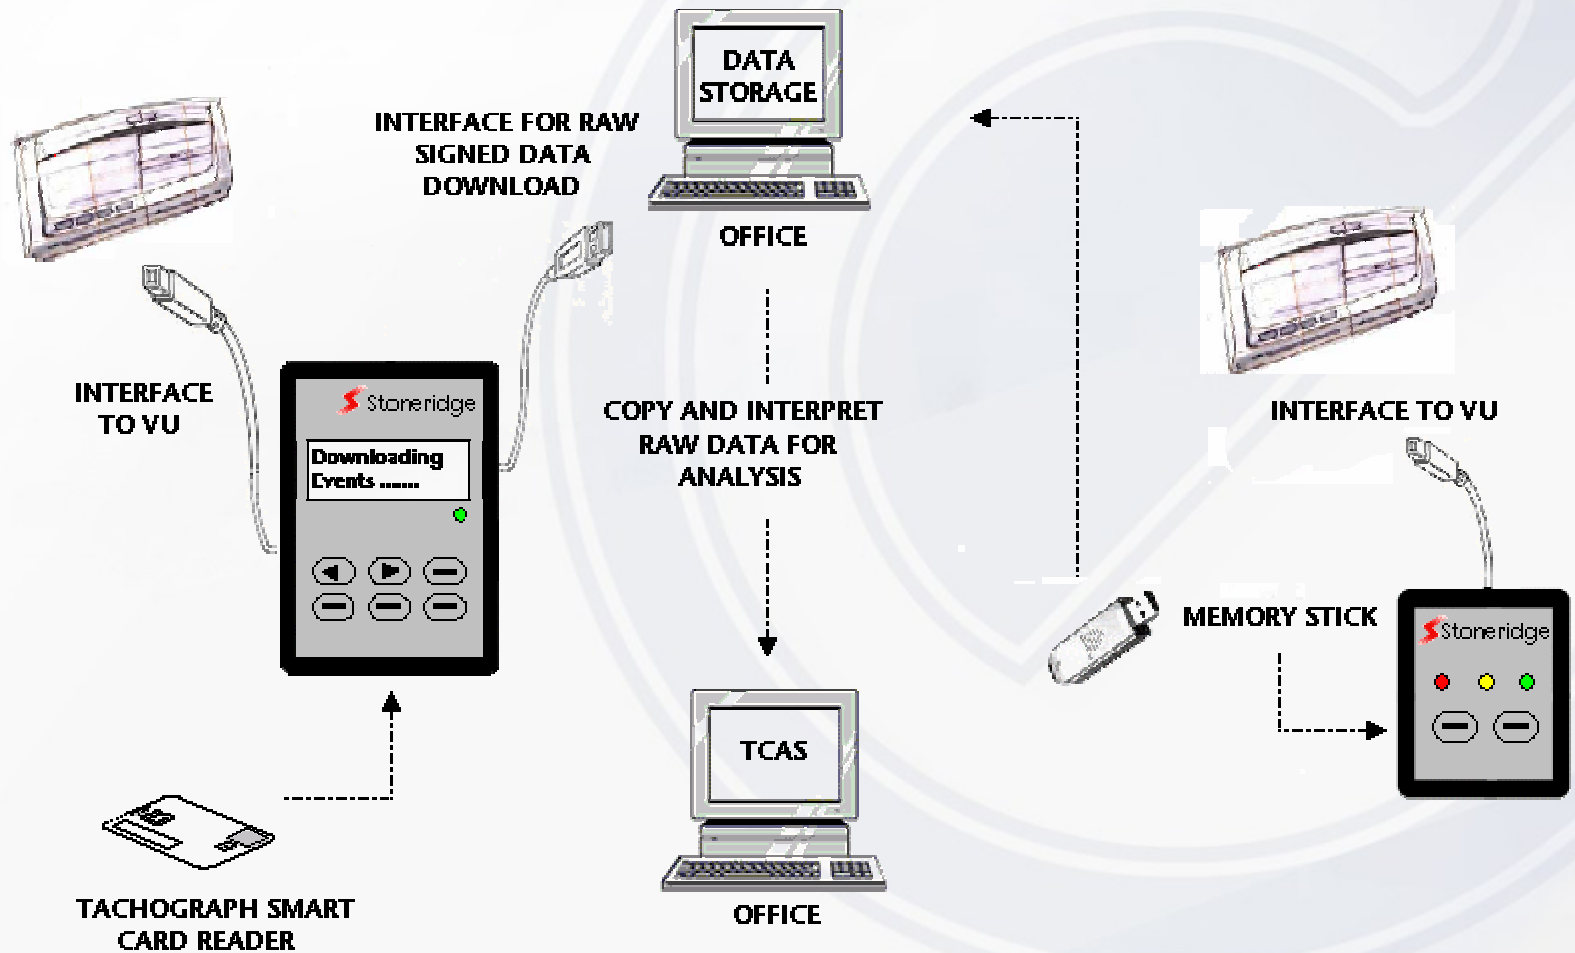 DATA
STORAGE
OFFICE
INTERFACE FOR RAW
SIGNED DATA
DOWNLOAD
INTERFACE
TO VU
Stoneridge
Downloading
Events .......
COPY AND INTERPRET
RAW DATA FOR
ANALYSIS
INTERFACE TO VU
MEMORY STICK
Stoneridge
TCAS
OFFICE
TACHOGRAPH SMART
CARD READER